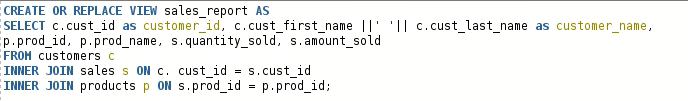 CREATE OR REPLACE VIEW sales_report AS
SELECT c.cust_id as customer_id, c.cust_first_name ||' '|| c.cust_last_name as customer_name,
p.prod_id, p.prod_name, s.quantity_sold, s.amount_sold
FROM customers c
INNER JOIN sales s ON c. cust_id = s.cust_id
INNER JOIN products p ON s.prod_id = p.prod_id;